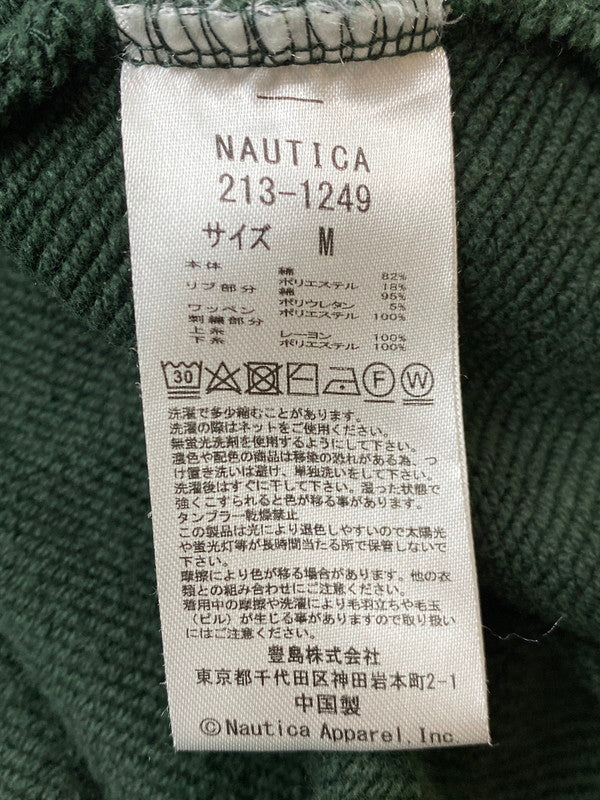 NAUTICA
213-1249
サイズ M
本体 綿 82%
ポリエステル 18%
リブ部分 綿 95%
ポリウレタン 5%
ワッペン ポリエステル 100%
刺繍部分
上糸 レーヨン 100%
下糸 ポリエステル 100%
30 F W
洗濯で多少縮むことがあります。
洗濯の際はネットをご使用ください。
無蛍光洗剤を使用するようにして下さい。
濃色や配色の商品は移染の恐れがある為、つ
け置き洗いは避け、単独洗いをして下さい。
洗濯後はすぐに干して下さい。湿った状態で
強くこすられると色が移る事があります。
タンブラー乾燥禁止
この製品は光により退色しやすいので太陽光
や蛍光灯等が長時間当たる所で保管しないで
下さい。
摩擦により色が移る場合があります。他の衣
類との組み合わせにご注意ください。
着用中の摩擦や洗濯により毛羽立ちや毛玉
（ピル）が生じる事がありますので取り扱い
にはご注意ください。
豊島株式会社
東京都千代田区神田岩本町2-1
中国製
©Nautica Apparel, Inc.